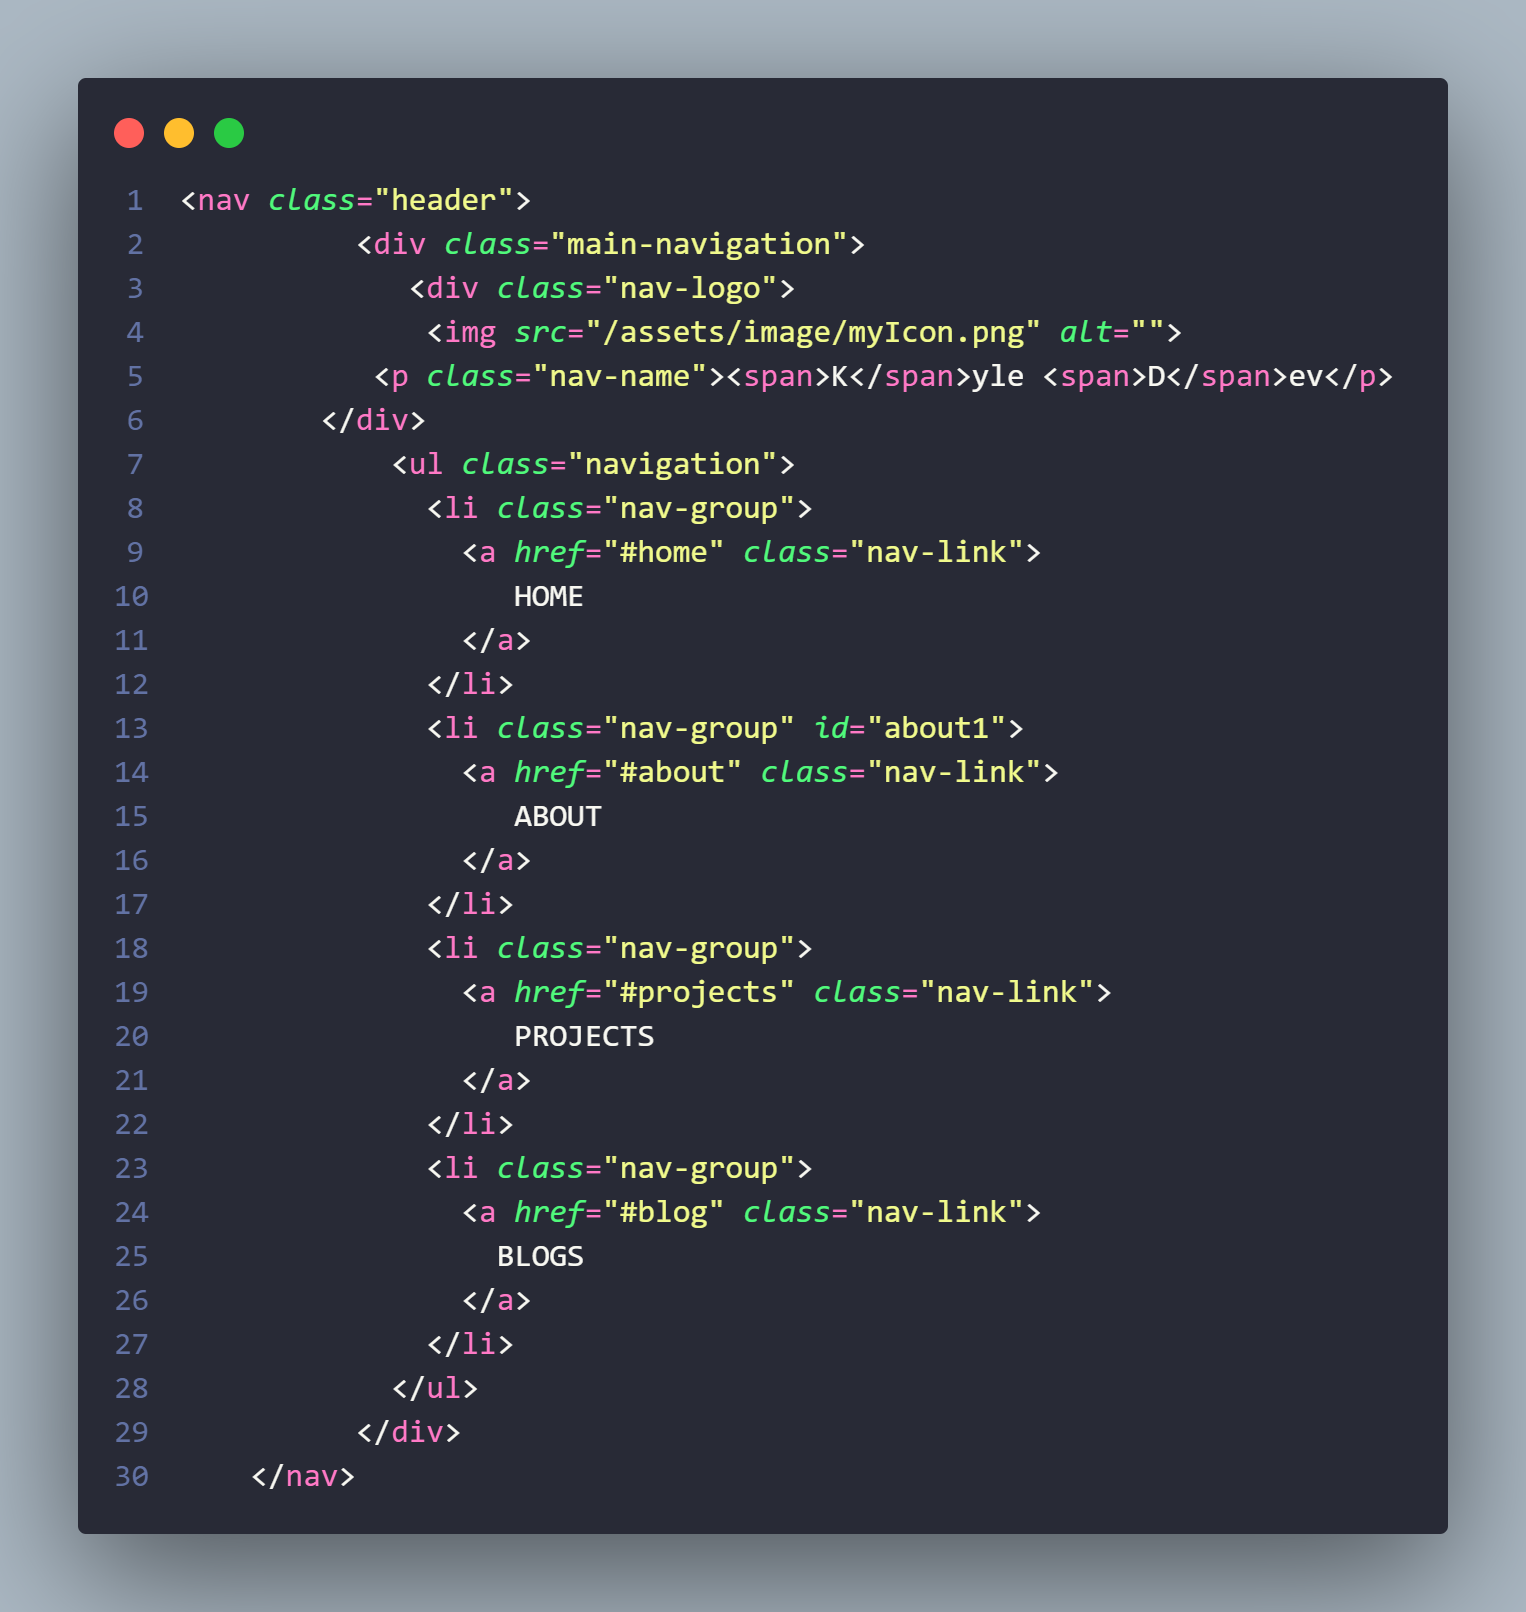 1 <nav class="header">
2           <div class="main-navigation">
3              <div class="nav-logo">
4               <img src="/assets/image/myIcon.png" alt="">
5            <p class="nav-name"><span>K</span>yle <span>D</span>ev</p>
6         </div>
7             <ul class="navigation">
8               <li class="nav-group">
9                 <a href="#home" class="nav-link">
10                    HOME
11                 </a>
12               </li>
13               <li class="nav-group" id="about1">
14                 <a href="#about" class="nav-link">
15                    ABOUT
16                 </a>
17               </li>
18               <li class="nav-group">
19                 <a href="#projects" class="nav-link">
20                    PROJECTS
21                 </a>
22               </li>
23               <li class="nav-group">
24                 <a href="#blog" class="nav-link">
25                   BLOGS
26                 </a>
27               </li>
28             </ul>
29           </div>
30     </nav>